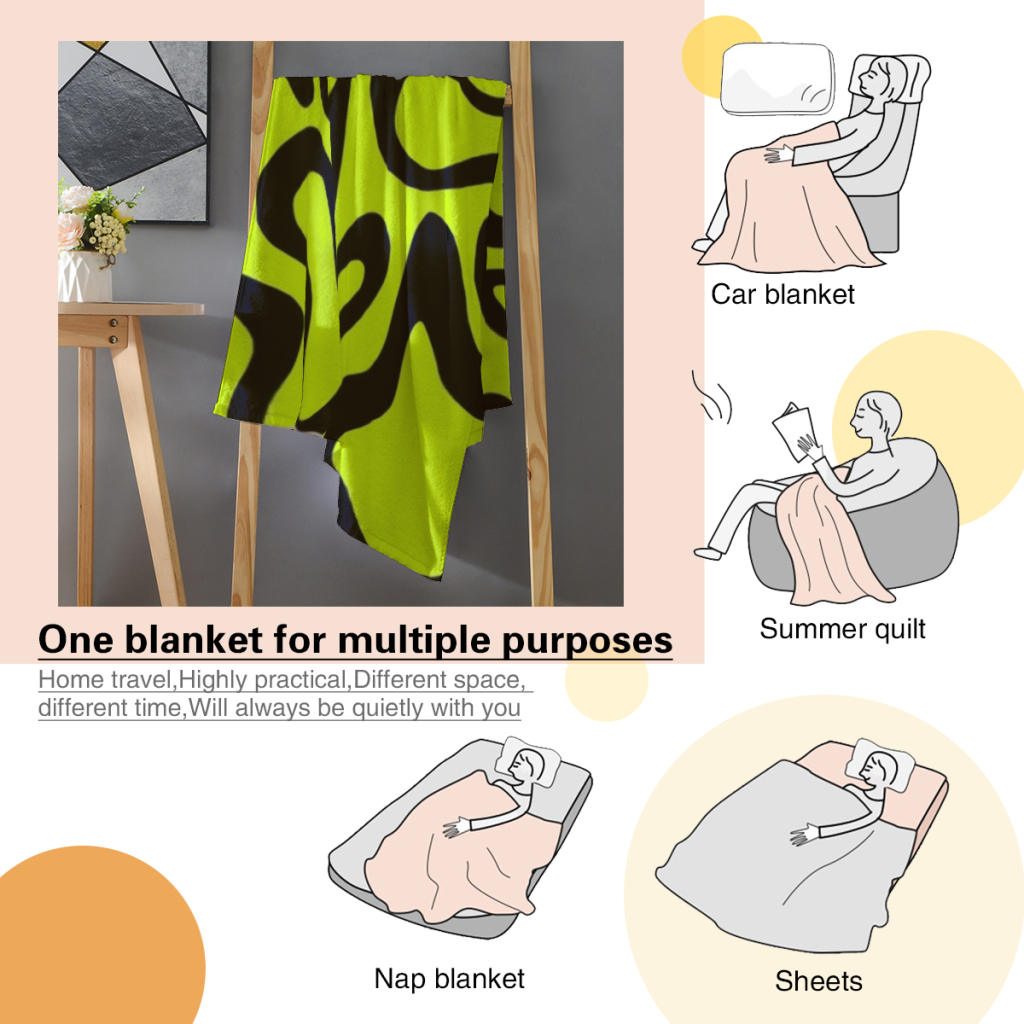 Car blanket
Summer quilt
One blanket for multiple purposes
Home travel,Highly practical,Different space,
different time,Will always be quietly with you
Nap blanket
Sheets